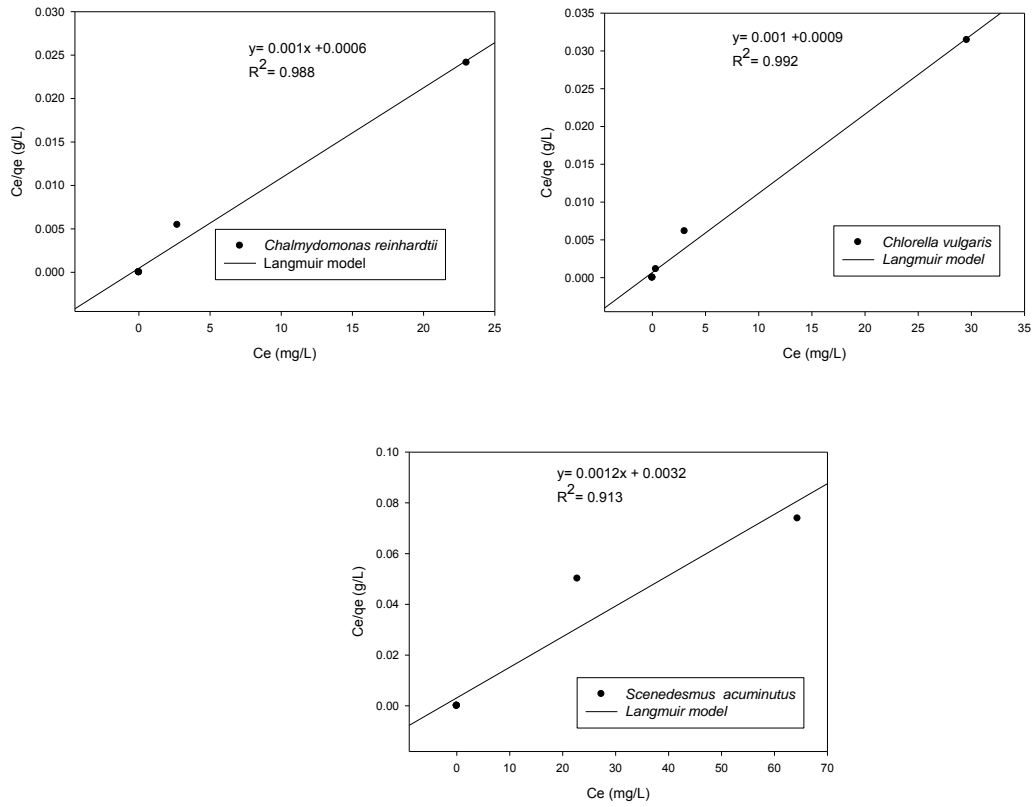 y= 0.001x +0.0006
R2= 0.988
0.030
0.025
0.020
0.015
0.010
0.005
0.000
Ce/qe (g/L)
Chalmydomonas reinhardtii
Langmuir model
0 5 10 15 20 25
Ce (mg/L)
y= 0.001 +0.0009
R2= 0.992
0.035
0.030
0.025
0.020
0.015
0.010
0.005
0.000
Ce/qe (g/L)
Chlorella vulgaris
Langmuir model
0 5 10 15 20 25 30 35
Ce (mg/L)
y= 0.0012x + 0.0032
R2= 0.913
0.10
0.08
0.06
0.04
0.02
0.00
Ce/qe (g/L)
Scenedesmus acuminutus
Langmuir model
0 10 20 30 40 50 60 70
Ce (mg/L)